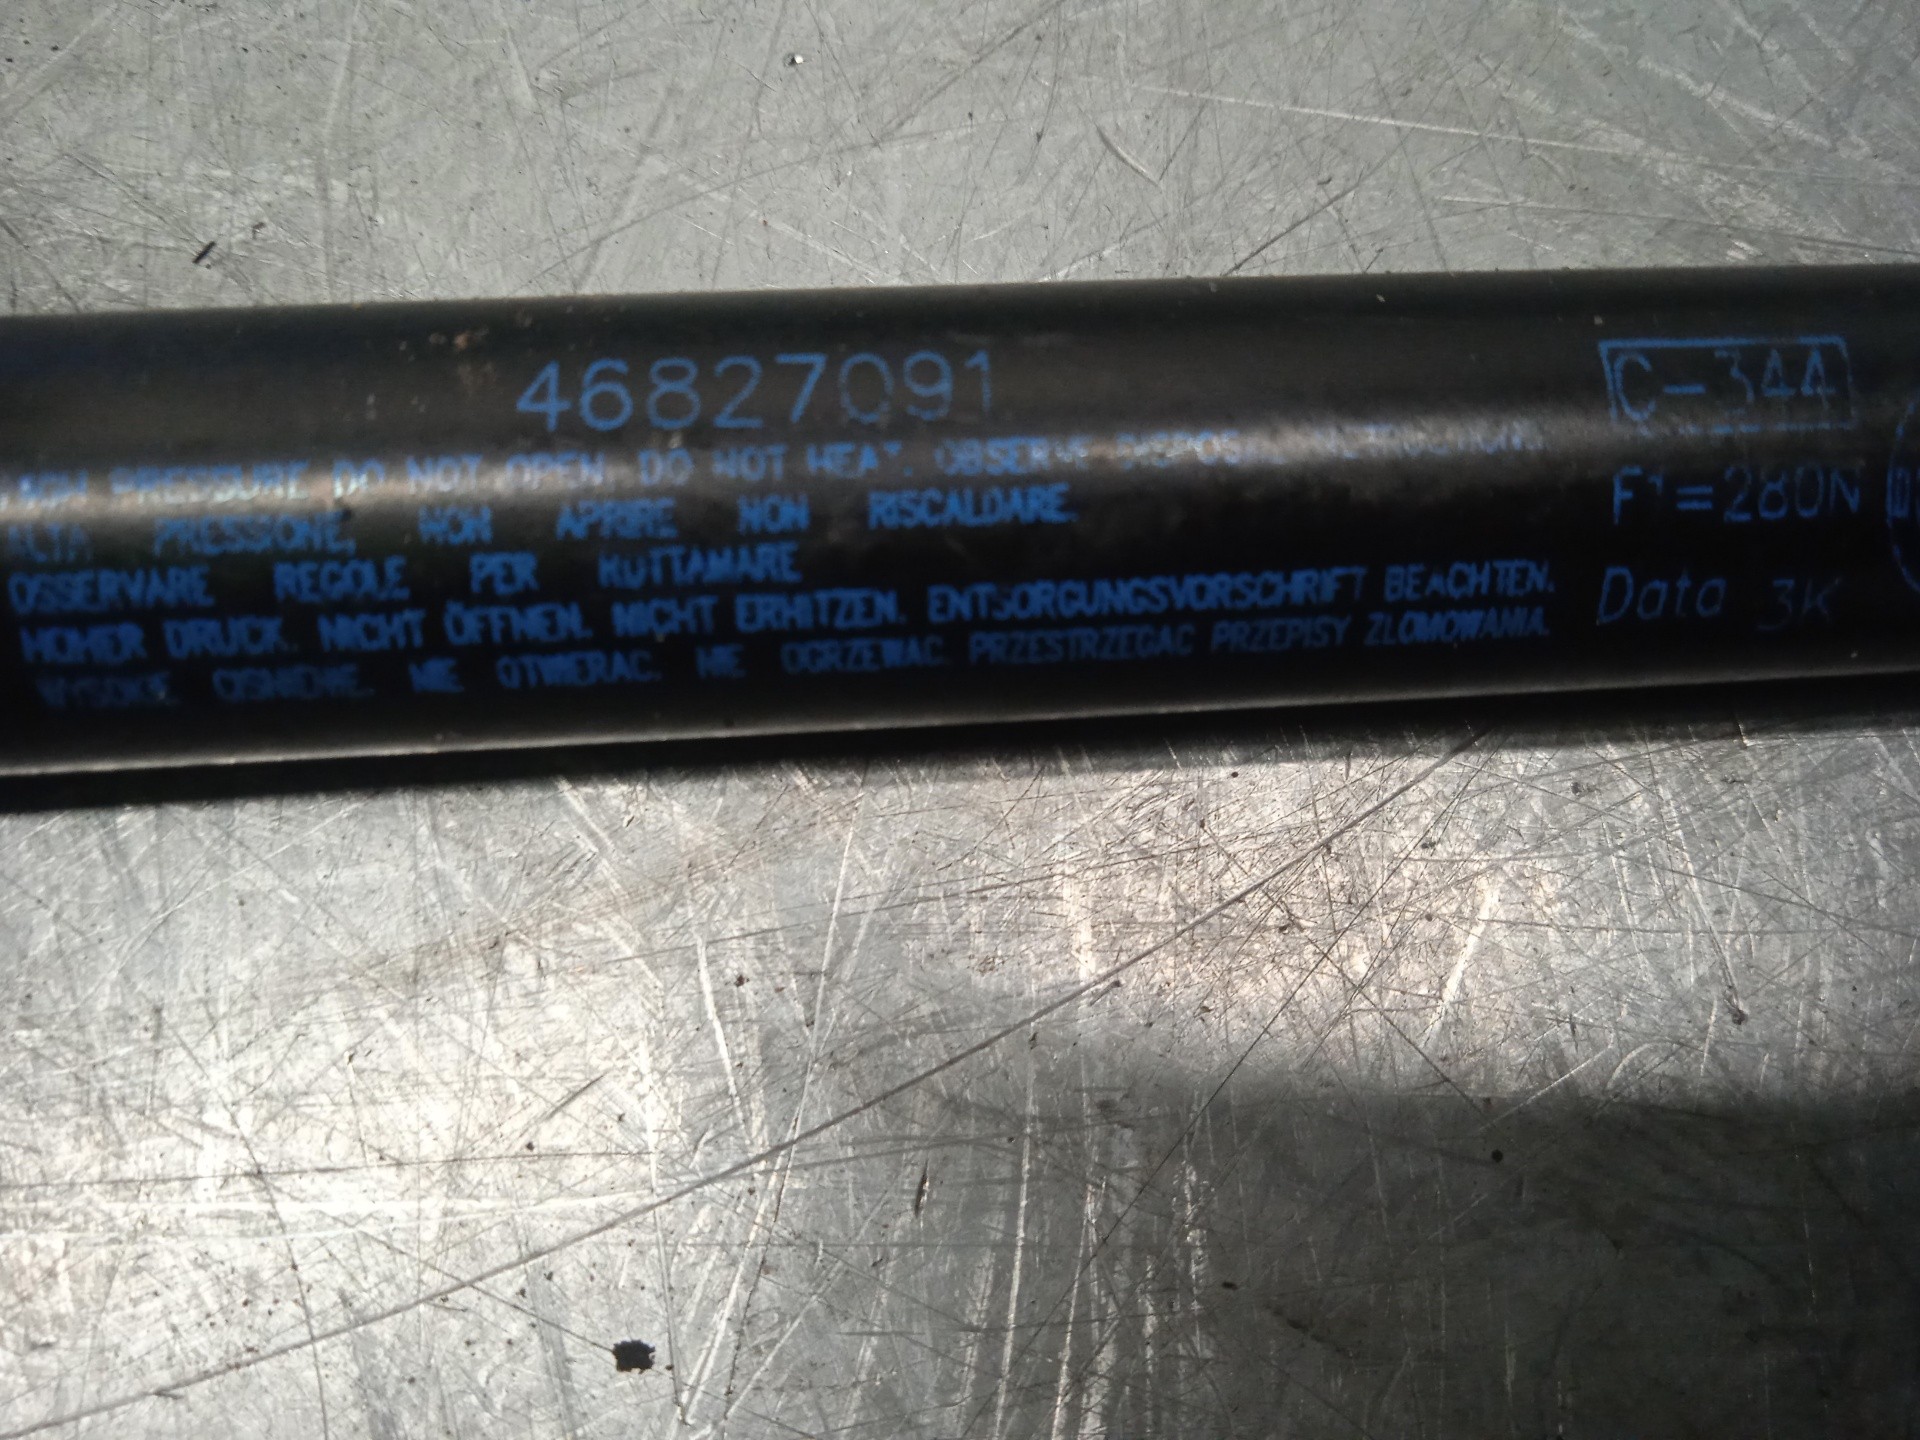 46827091
HIGH PRESSURE DO NOT OPEN. DO NOT HEAT. OBSERVE DISPOSAL
ALTA PRESSIONE, NON APRIRE NON RISCALDARE.
OSSERVARE REGOLE PER ROTTAMARE
HOHER DRUCK. NICHT ÖFFNEN. NICHT ERHITZEN. ENTSORGUNGSVORSCHRIFT BEACHTEN.
WYSOKIE CISNIENIE. NIE OTWIERAC. NIE OGRZEWAC. PRZESTRZEGAC PRZEPISY ZLOMOWANIA.
C-344
F1=280N
Data 3K